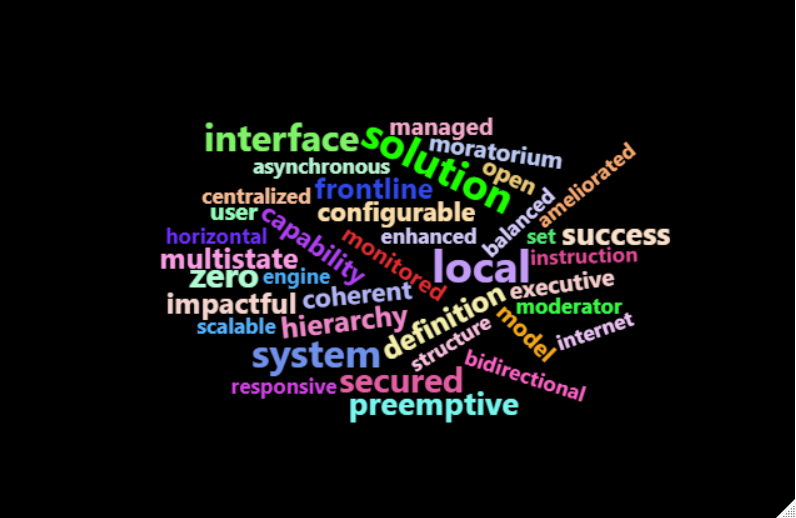 managed
interface
solution
moratorium
asynchronous
open
ameliorated
frontline
centralized
user
configurable
balanced
capability
horizontal
monitored
enhanced
set
success
multistate
local
instruction
zero
engine
coherent
executive
impactful
definition
moderator
scalable
hierarchy
model
internet
structure
system
bidirectional
responsive
secured
preemptive